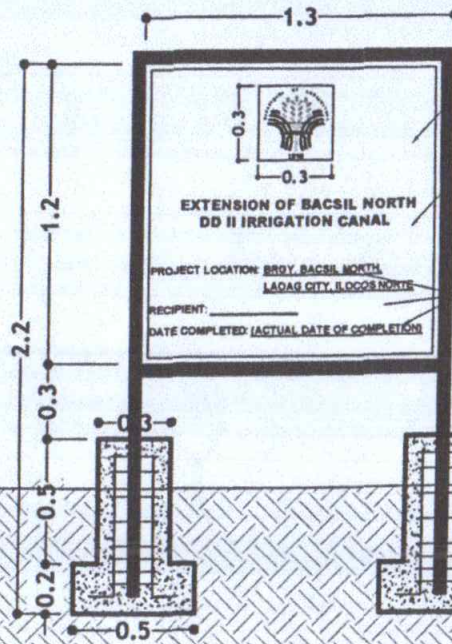 1.3
0.3
0.3
EXTENSION OF BACSIL NORTH
DD II IRRIGATION CANAL
PROJECT LOCATION: BRGY. BACSIL NORTH,
LAOAG CITY, ILOCOS NORTE
RECIPIENT:
DATE COMPLETED: (ACTUAL DATE OF COMPLETION)
1.2
2.2
0.3
0.3
0.5
0.2
0.5